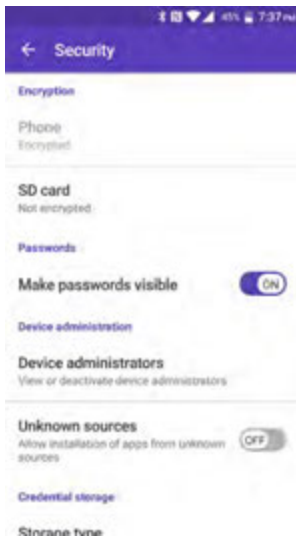 45% 7:37 PM
Security
Encryption
Phone
Encrypted
SD card
Not encrypted
Passwords
Make passwords visible
ON
Device administration
Device administrators
View or deactivate device administrators
Unknown sources
Allow installation of apps from unknown
sources
OFF
Credential storage
Storage type